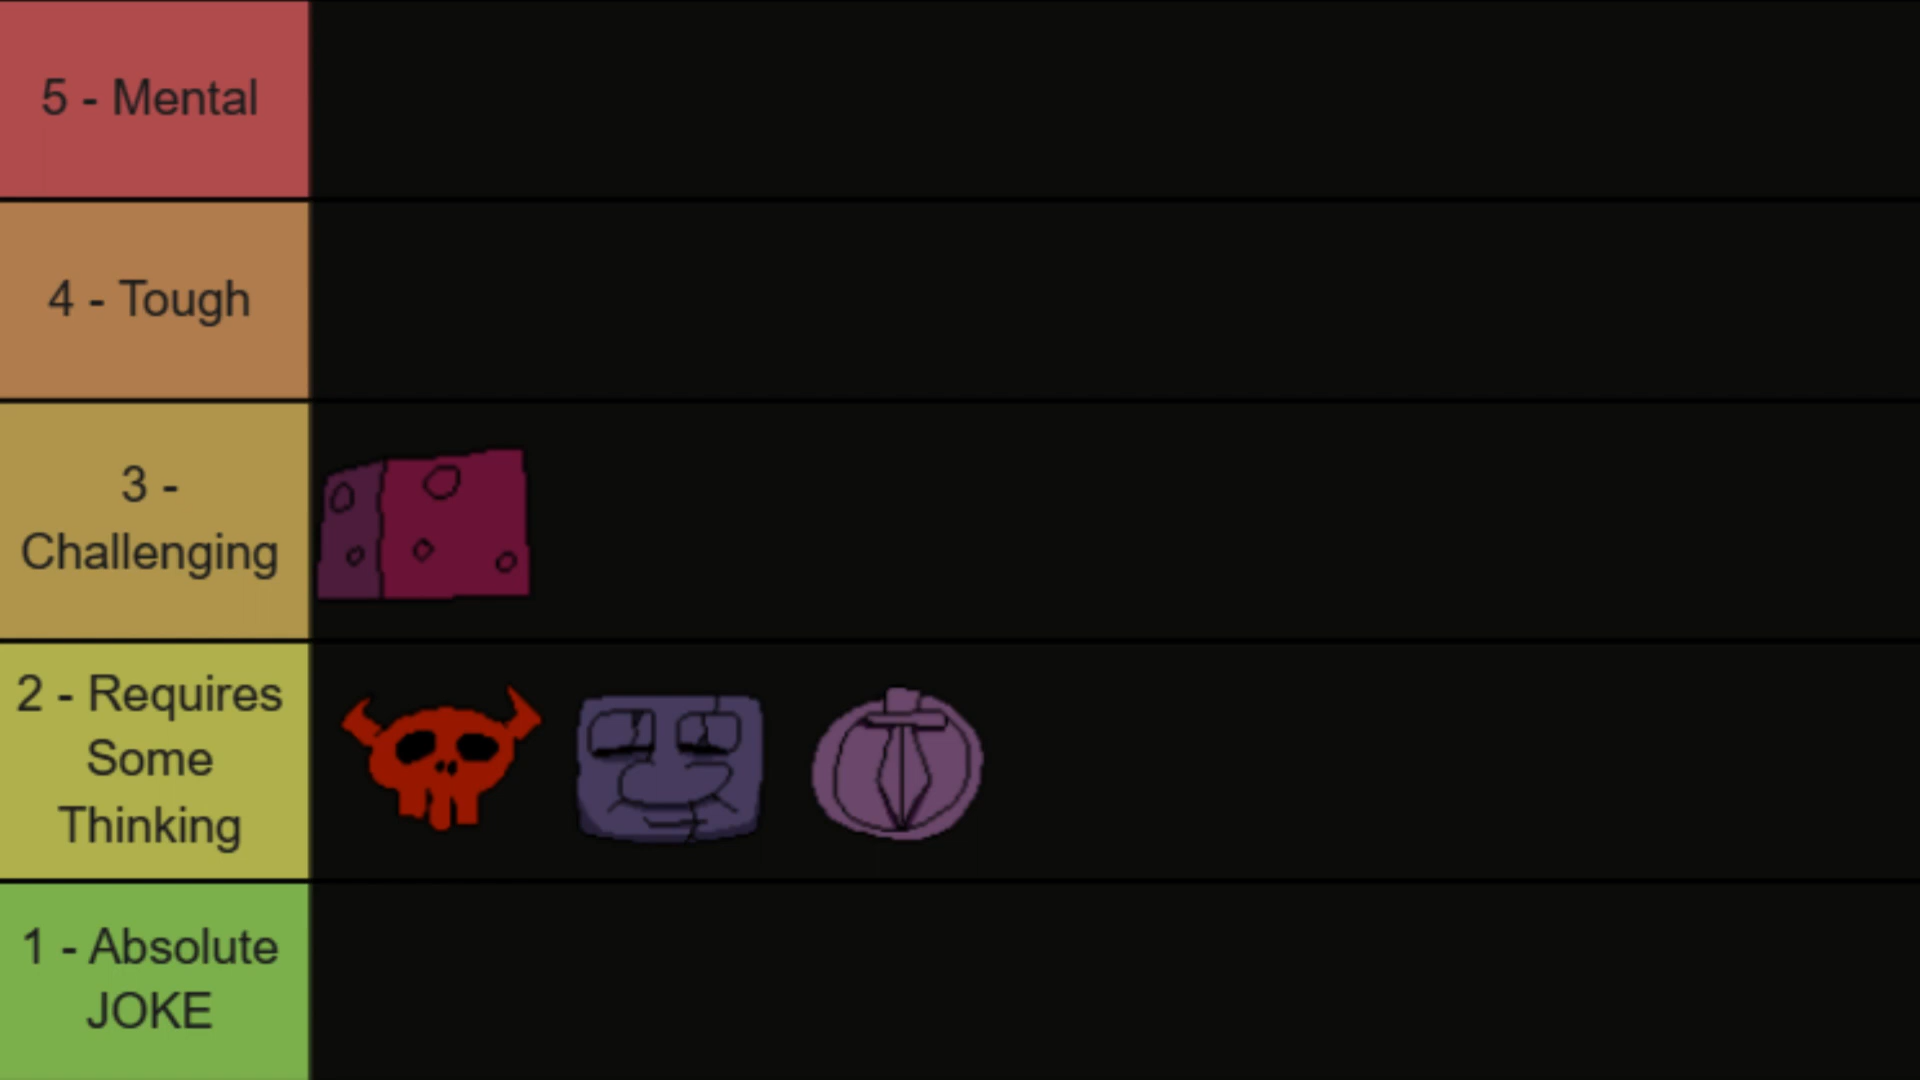 5 - Mental
4 - Tough
3 -
Challenging
2 - Requires
Some
Thinking
1 - Absolute
JOKE